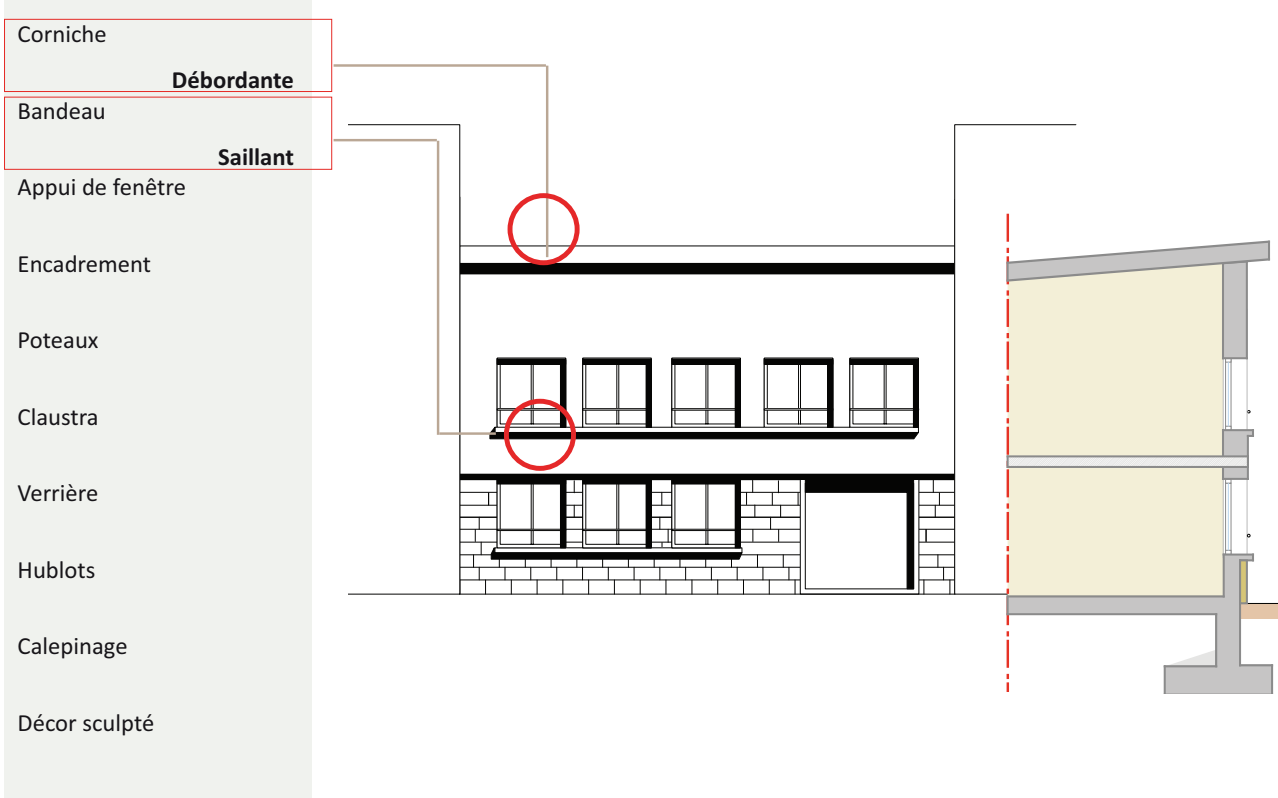 Corniche
Débordante
Bandeau
Saillant
Appui de fenêtre
Encadrement
Poteaux
Claustra
Verrière
Hublots
Calepinage
Décor sculpté